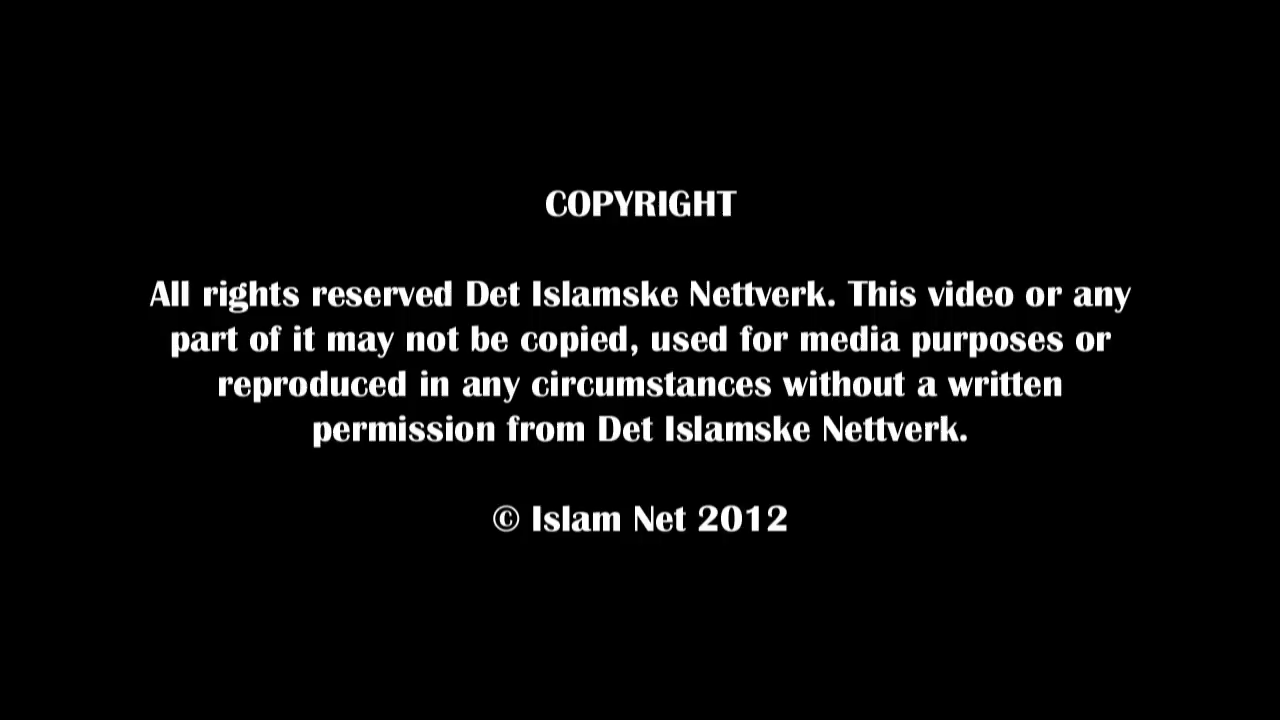 COPYRIGHT
All rights reserved Det Islamske Nettverk. This video or any
part of it may not be copied, used for media purposes or
reproduced in any circumstances without a written
permission from Det Islamske Nettverk.
© Islam Net 2012